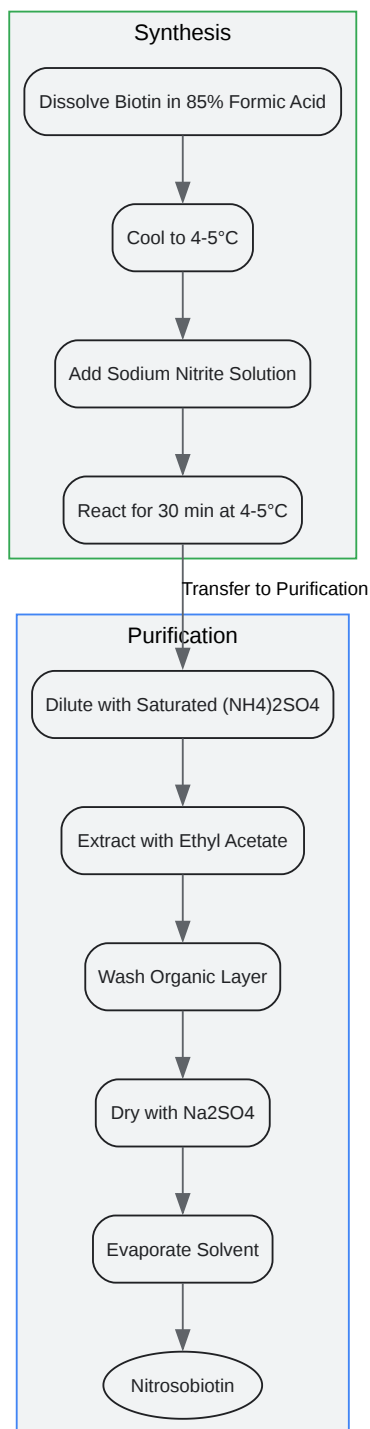 Synthesis
Dissolve Biotin in 85% Formic Acid
Cool to 4-5°C
Add Sodium Nitrite Solution
React for 30 min at 4-5°C
Transfer to Purification
Purification
Dilute with Saturated (NH4)2SO4
Extract with Ethyl Acetate
Wash Organic Layer
Dry with Na2SO4
Evaporate Solvent
Nitrosobiotin